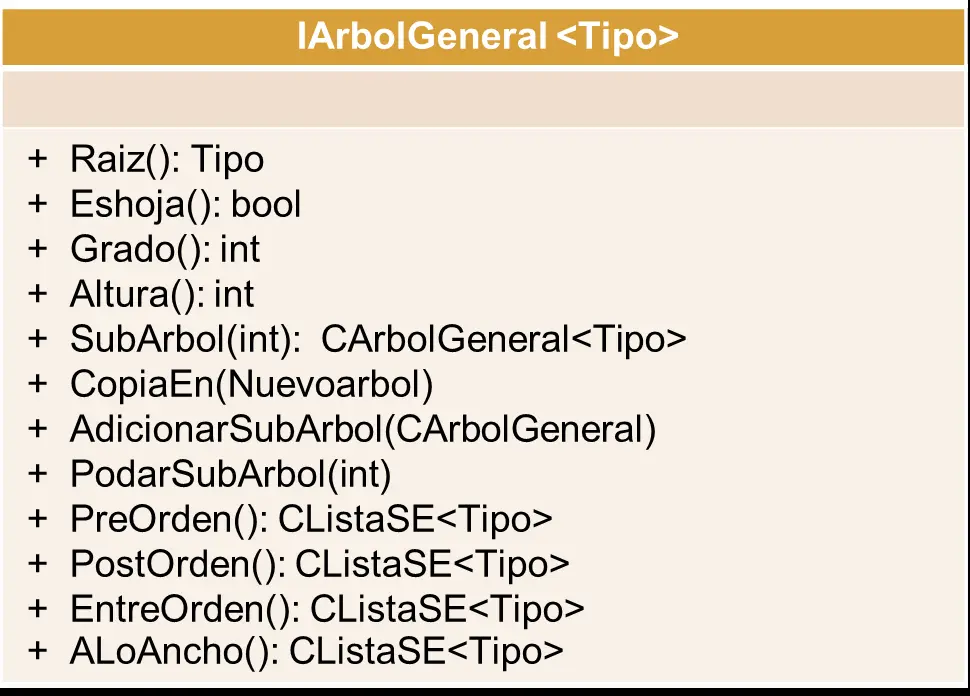 IArbolGeneral <Tipo>
+ Raiz(): Tipo
+ Eshoja(): bool
+ Grado(): int
+ Altura(): int
+ SubArbol(int): CArbolGeneral<Tipo>
+ CopiaEn(Nuevoarbol)
+ AdicionarSubArbol(CArbolGeneral)
+ PodarSubArbol(int)
+ PreOrden(): CListaSE<Tipo>
+ PostOrden(): CListaSE<Tipo>
+ EntreOrden(): CListaSE<Tipo>
+ ALoAncho(): CListaSE<Tipo>